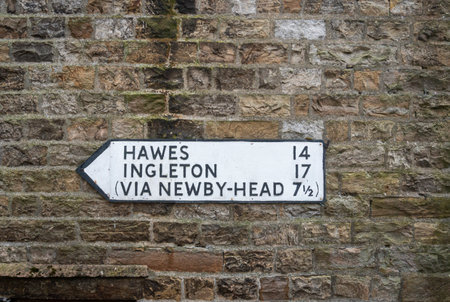 HAWES 14
INGLETON 17
(VIA NEWBY-HEAD 7½)